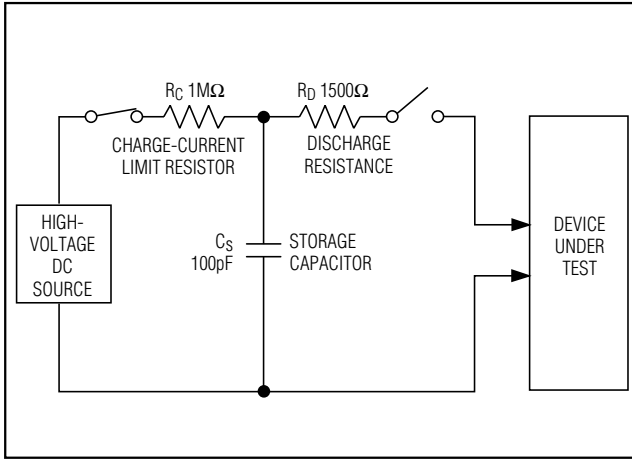 RC 1MΩ
CHARGE-CURRENT
LIMIT RESISTOR
RD 1500Ω
DISCHARGE
RESISTANCE
HIGH-
VOLTAGE
DC
SOURCE
CS
100pF
STORAGE
CAPACITOR
DEVICE
UNDER
TEST